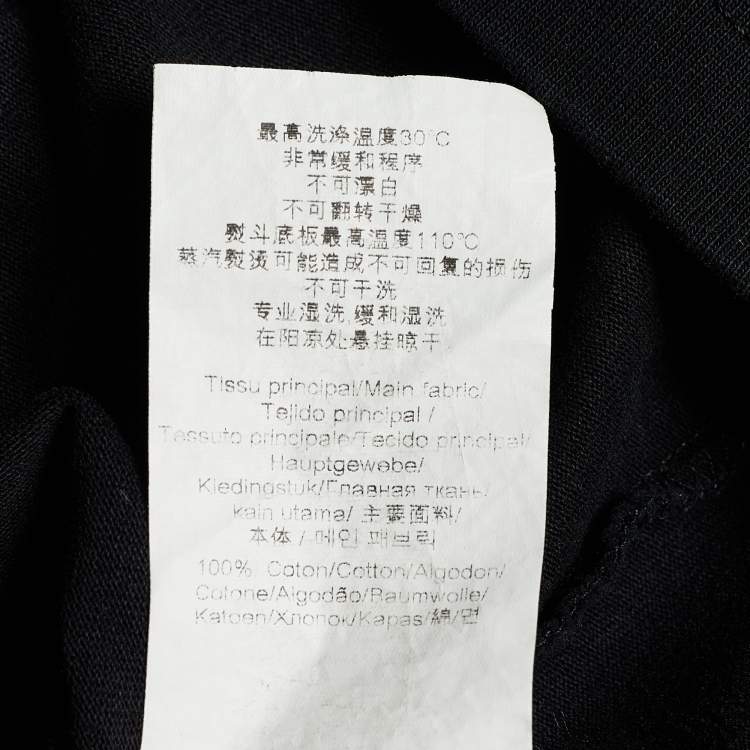 最高洗涤温度30°C
非常缓和程序
不可漂白
不可翻转干燥
熨斗底板最高温度110°C
蒸汽熨烫可能造成不可回复的损伤
不可干洗
专业湿洗,缓和湿洗
在阴凉处悬挂晾干
Tissu principal/Main fabric/
Tejido principal /
Tessuto principale/Tecido principal/
Hauptgewebe/
Kledingstuk/Главная ткань/
kain utama/ 主要面料/
本体 / 메인 패브릭
100% Coton/Cotton/Algodon/
Cotone/Algodão/Baumwolle/
Katoen/Хлопок/Kapas/綿/면